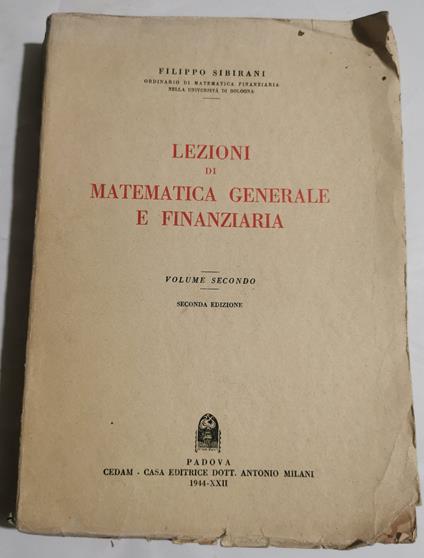 FILIPPO SIBIRANI
ORDINARIO DI MATEMATICA FINANZIARIA
NELLA UNIVERSITÀ DI BOLOGNA
LEZIONI
DI
MATEMATICA GENERALE
E FINANZIARIA
VOLUME SECONDO
SECONDA EDIZIONE
PADOVA
CEDAM - CASA EDITRICE DOTT. ANTONIO MILANI
1944-XXII